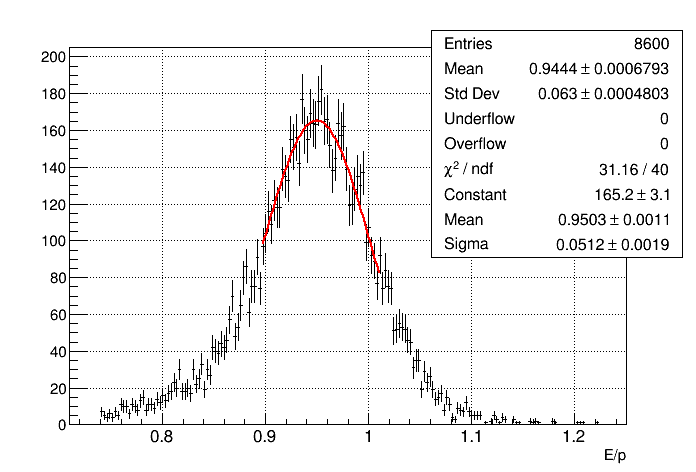 Entries 8600
Mean 0.9444 ± 0.0006793
Std Dev 0.063 ± 0.0004803
Underflow 0
Overflow 0
χ² / ndf 31.16 / 40
Constant 165.2 ± 3.1
Mean 0.9503 ± 0.0011
Sigma 0.0512 ± 0.0019
200
180
160
140
120
100
80
60
40
20
0
0.8 0.9 1 1.1 1.2
E/p